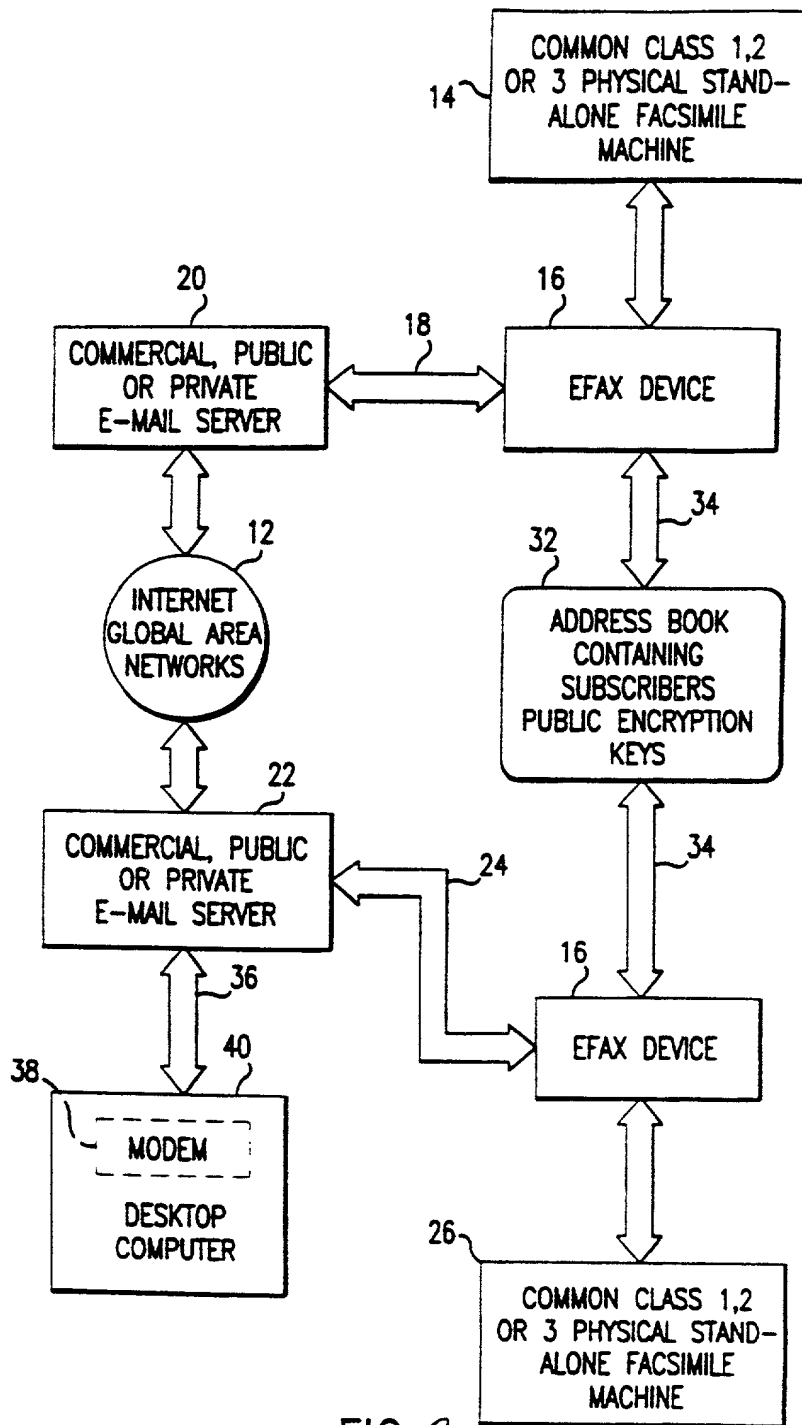 COMMON CLASS 1,2
OR 3 PHYSICAL STAND-
ALONE FACSIMILE
MACHINE
14
20
COMMERCIAL, PUBLIC
OR PRIVATE
E-MAIL SERVER
18
16
EFAX DEVICE
12
INTERNET
GLOBAL AREA
NETWORKS
34
32
ADDRESS BOOK
CONTAINING
SUBSCRIBERS
PUBLIC ENCRYPTION
KEYS
22
COMMERCIAL, PUBLIC
OR PRIVATE
E-MAIL SERVER
24
34
36
16
EFAX DEVICE
38
40
MODEM
DESKTOP
COMPUTER
26
COMMON CLASS 1,2
OR 3 PHYSICAL STAND-
ALONE FACSIMILE
MACHINE